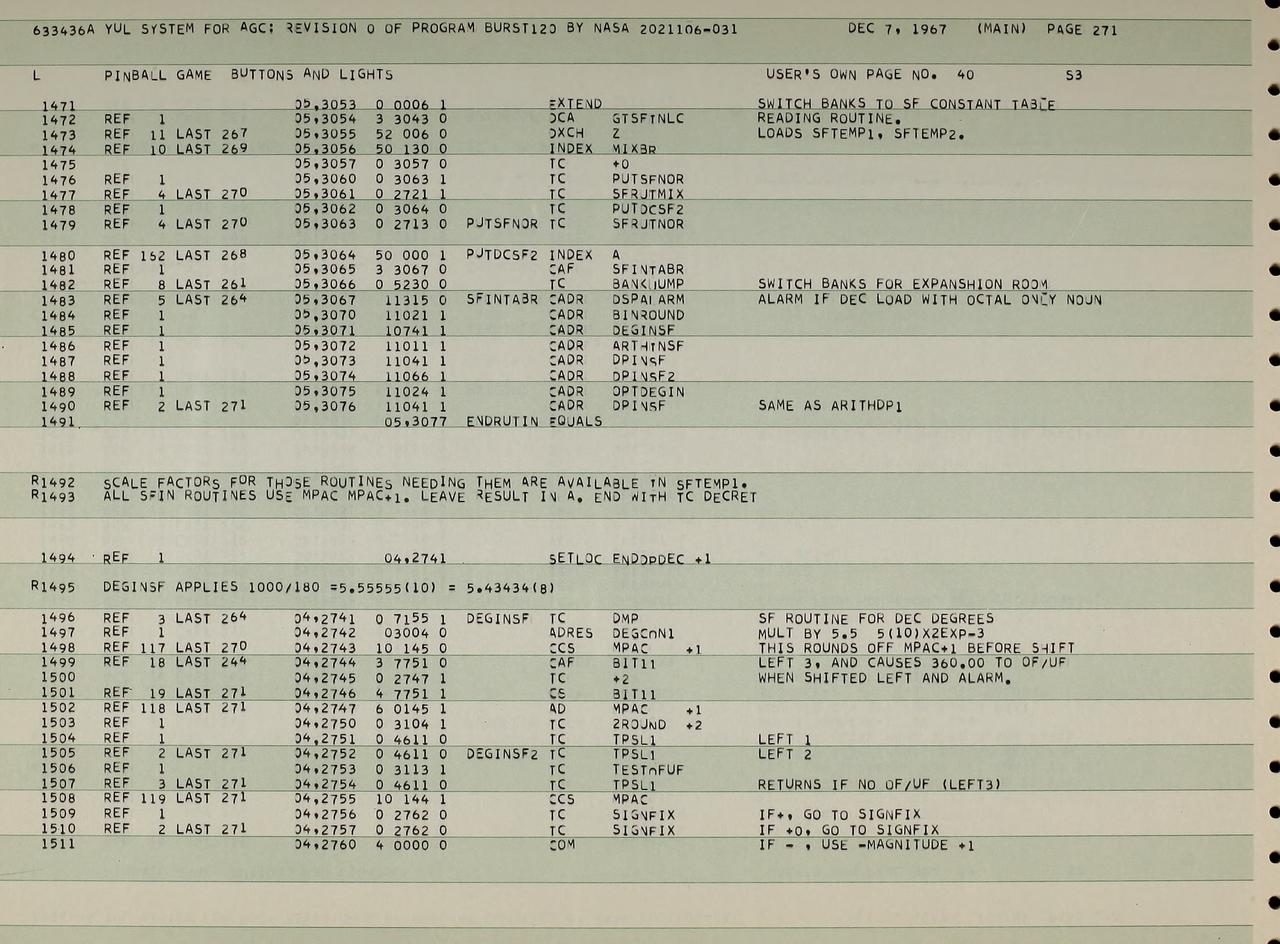 633436A YUL SYSTEM FOR AGC: REVISION 0 OF PROGRAM BURST120 BY NASA 2021106-031 DEC 7, 1967 (MAIN) PAGE 271
L PINBALL GAME BUTTONS AND LIGHTS USER'S OWN PAGE NO. 40 S3
1471 05,3053 0 0006 1 EXTEND SWITCH BANKS TO SF CONSTANT TABLE
1472 REF 1 05,3054 3 3043 0 DCA GTSFINLC READING ROUTINE.
1473 REF 11 LAST 267 05,3055 52 006 0 DXCH Z LOADS SFTEMP1, SFTEMP2.
1474 REF 10 LAST 269 05,3056 50 130 0 INDEX MIXBR
1475 05,3057 0 3057 0 TC +0
1476 REF 1 05,3060 0 3063 1 TC PUTSFNOR
1477 REF 4 LAST 270 05,3061 0 2721 1 TC SFRUTMIX
1478 REF 1 05,3062 0 3064 0 TC PUTDCSF2
1479 REF 4 LAST 270 05,3063 0 2713 0 PUTSFNOR TC SFRUTNOR
1480 REF 152 LAST 268 05,3064 50 000 1 PUTDCSF2 INDEX A
1481 REF 1 05,3065 3 3067 0 CAF SFINTABR
1482 REF 8 LAST 261 05,3066 0 5230 0 TC BANKJUMP SWITCH BANKS FOR EXPANSHION ROOM
1483 REF 5 LAST 264 05,3067 11315 0 SFINTABR CADR DSPALARM ALARM IF DEC LOAD WITH OCTAL ONLY NOUN
1484 REF 1 05,3070 11021 1 CADR BINROUND
1485 REF 1 05,3071 10741 1 CADR DEGINSF
1486 REF 1 05,3072 11011 1 CADR ARTHINSF
1487 REF 1 05,3073 11041 1 CADR DPINSF
1488 REF 1 05,3074 11066 1 CADR DPINSF2
1489 REF 1 05,3075 11024 1 CADR OPTDEGIN
1490 REF 2 LAST 271 05,3076 11041 1 CADR DPINSF SAME AS ARITHDP1
1491 05,3077 ENDRUTIN EQUALS
R1492 SCALE FACTORS FOR THOSE ROUTINES NEEDING THEM ARE AVAILABLE IN SFTEMP1.
R1493 ALL SFIN ROUTINES USE MPAC MPAC+1. LEAVE RESULT IN A. END WITH TC DECRET
1494 REF 1 04,2741 SETLOC ENDDPDEC +1
R1495 DEGINSF APPLIES 1000/180 =5.55555(10) = 5.43434(8)
1496 REF 3 LAST 264 04,2741 0 7155 1 DEGINSF TC DMP SF ROUTINE FOR DEC DEGREES
1497 REF 1 04,2742 03004 0 ADRES DEGCON1 MULT BY 5.5 5(10)X2EXP-3
1498 REF 117 LAST 270 04,2743 10 145 0 CCS MPAC +1 THIS ROUNDS OFF MPAC+1 BEFORE SHIFT
1499 REF 18 LAST 244 04,2744 3 7751 0 CAF BIT11 LEFT 3, AND CAUSES 360.00 TO OF/UF
1500 04,2745 0 2747 1 TC +2 WHEN SHIFTED LEFT AND ALARM.
1501 REF 19 LAST 271 04,2746 4 7751 1 CS BIT11
1502 REF 118 LAST 271 04,2747 6 0145 1 AD MPAC +1
1503 REF 1 04,2750 0 3104 1 TC 2ROUND +2
1504 REF 1 04,2751 0 4611 0 TC TPSL1 LEFT 1
1505 REF 2 LAST 271 04,2752 0 4611 0 DEGINSF2 TC TPSL1 LEFT 2
1506 REF 1 04,2753 0 3113 1 TC TESTOFUF
1507 REF 3 LAST 271 04,2754 0 4611 0 TC TPSL1 RETURNS IF NO OF/UF (LEFT3)
1508 REF 119 LAST 271 04,2755 10 144 1 CCS MPAC
1509 REF 1 04,2756 0 2762 0 TC SIGNFIX IF+, GO TO SIGNFIX
1510 REF 2 LAST 271 04,2757 0 2762 0 TC SIGNFIX IF +0, GO TO SIGNFIX
1511 04,2760 4 0000 0 COM IF - , USE -MAGNITUDE +1